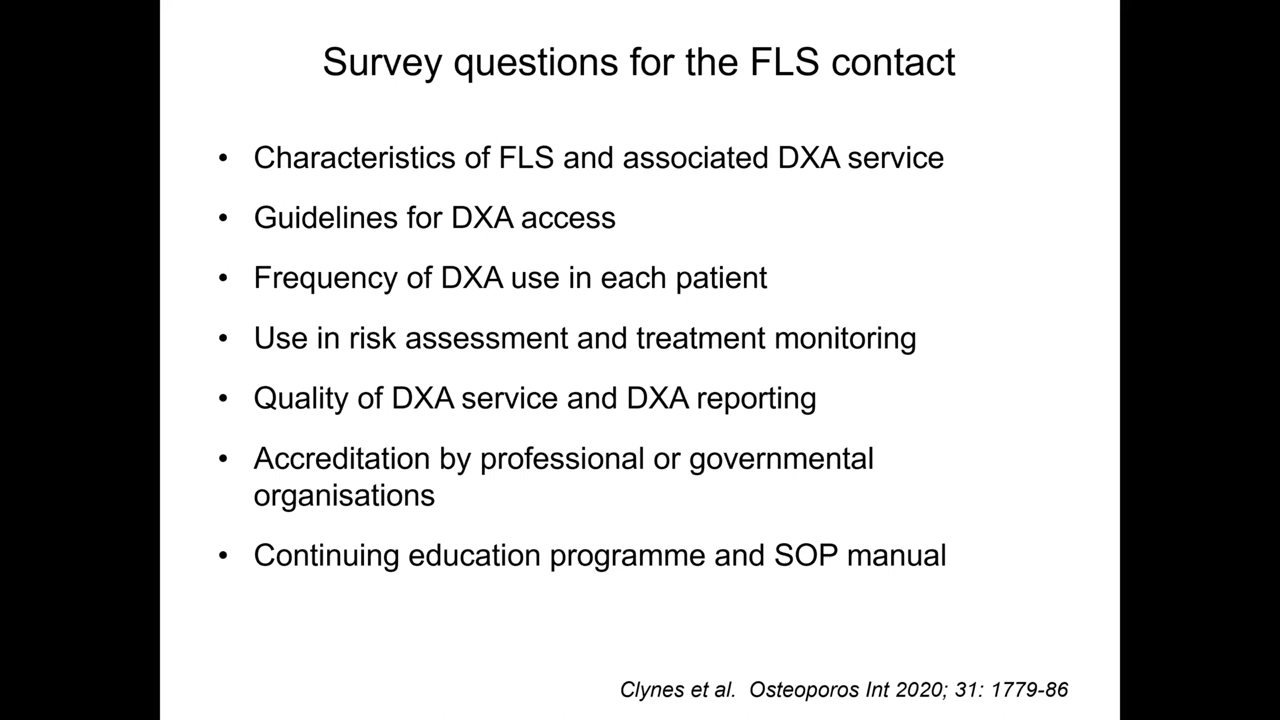 Survey questions for the FLS contact
• Characteristics of FLS and associated DXA service
• Guidelines for DXA access
• Frequency of DXA use in each patient
• Use in risk assessment and treatment monitoring
• Quality of DXA service and DXA reporting
• Accreditation by professional or governmental
organisations
• Continuing education programme and SOP manual
Clynes et al. Osteoporos Int 2020; 31: 1779-86